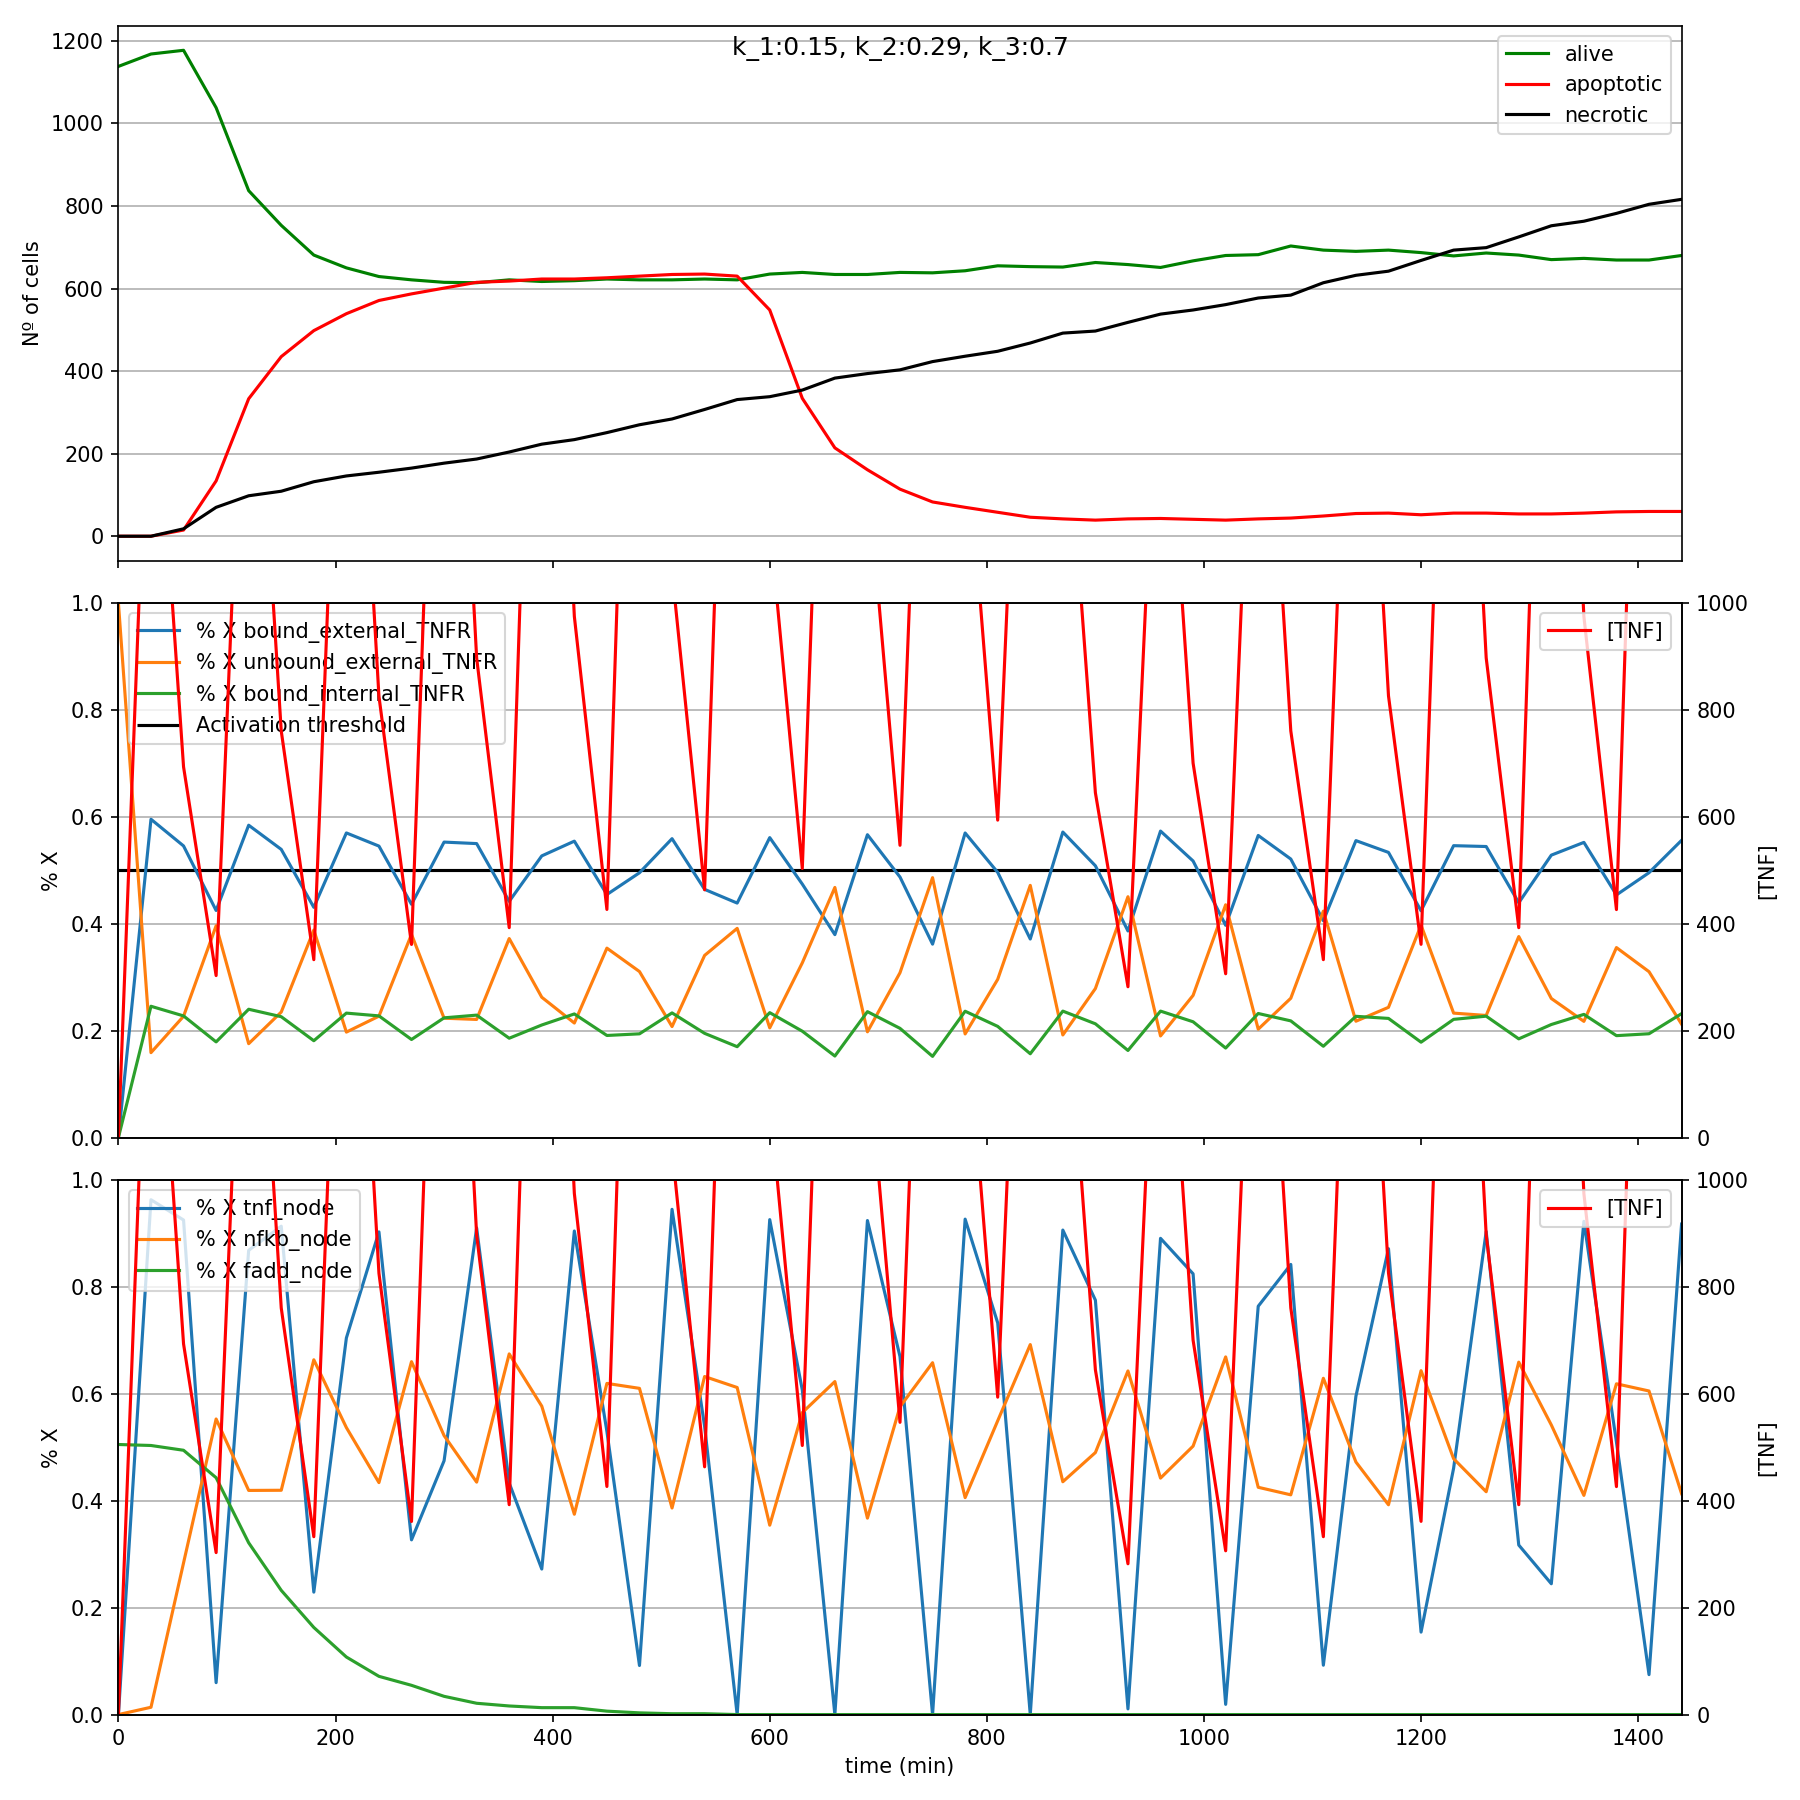 k_1:0.15, k_2:0.29, k_3:0.7
alive
apoptotic
necrotic
1200
1000
800
600
400
200
0
Nº of cells
% X bound_external_TNFR
% X unbound_external_TNFR
% X bound_internal_TNFR
Activation threshold
[TNF]
1.0
0.8
0.6
0.4
0.2
0.0
% X
1000
800
600
400
200
0
[TNF]
% X tnf_node
% X nfkb_node
% X fadd_node
[TNF]
1.0
0.8
0.6
0.4
0.2
0.0
% X
1000
800
600
400
200
0
[TNF]
0 200 400 600 800 1000 1200 1400
time (min)